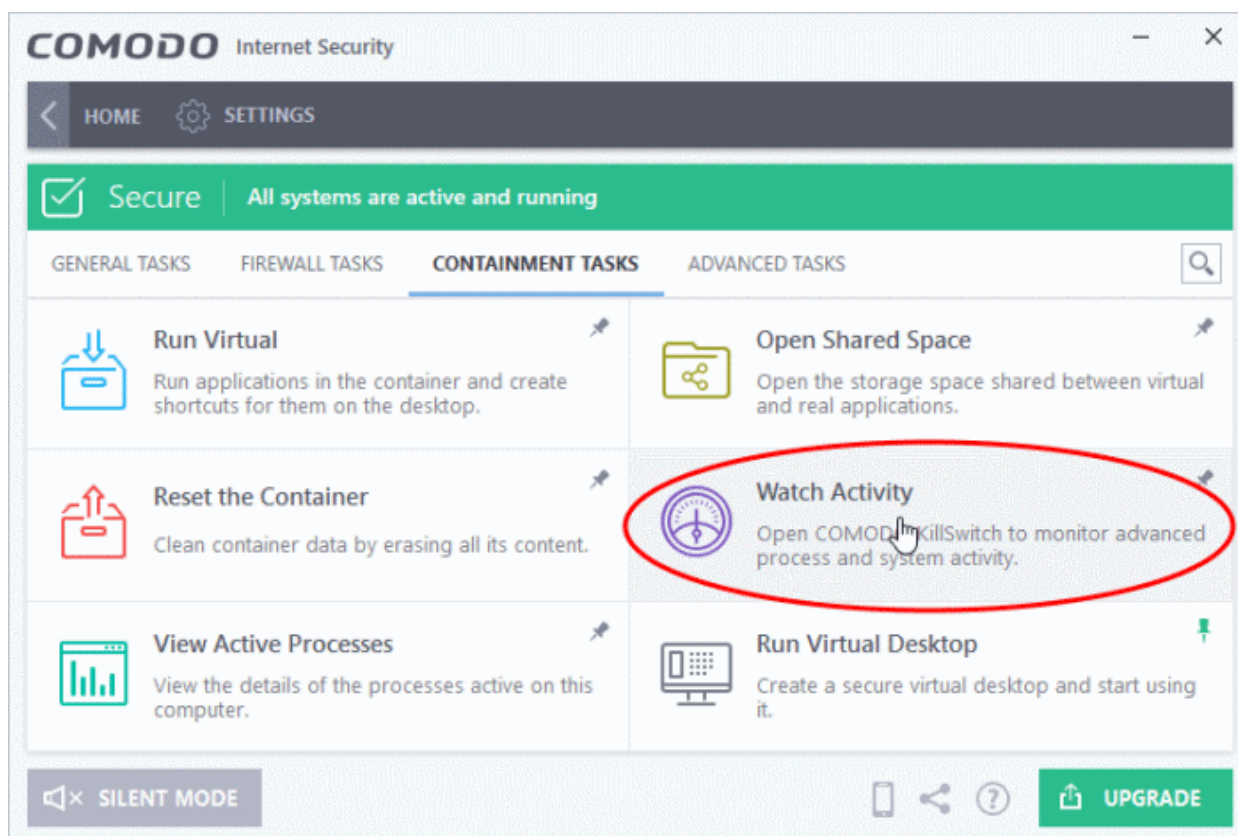 COMODO Internet Security
HOME SETTINGS
Secure All systems are active and running
GENERAL TASKS FIREWALL TASKS CONTAINMENT TASKS ADVANCED TASKS
Run Virtual
Run applications in the container and create
shortcuts for them on the desktop.
Open Shared Space
Open the storage space shared between virtual
and real applications.
Reset the Container
Clean container data by erasing all its content.
Watch Activity
Open COMODO KillSwitch to monitor advanced
process and system activity.
View Active Processes
View the details of the processes active on this
computer.
Run Virtual Desktop
Create a secure virtual desktop and start using
it.
SILENT MODE
? UPGRADE